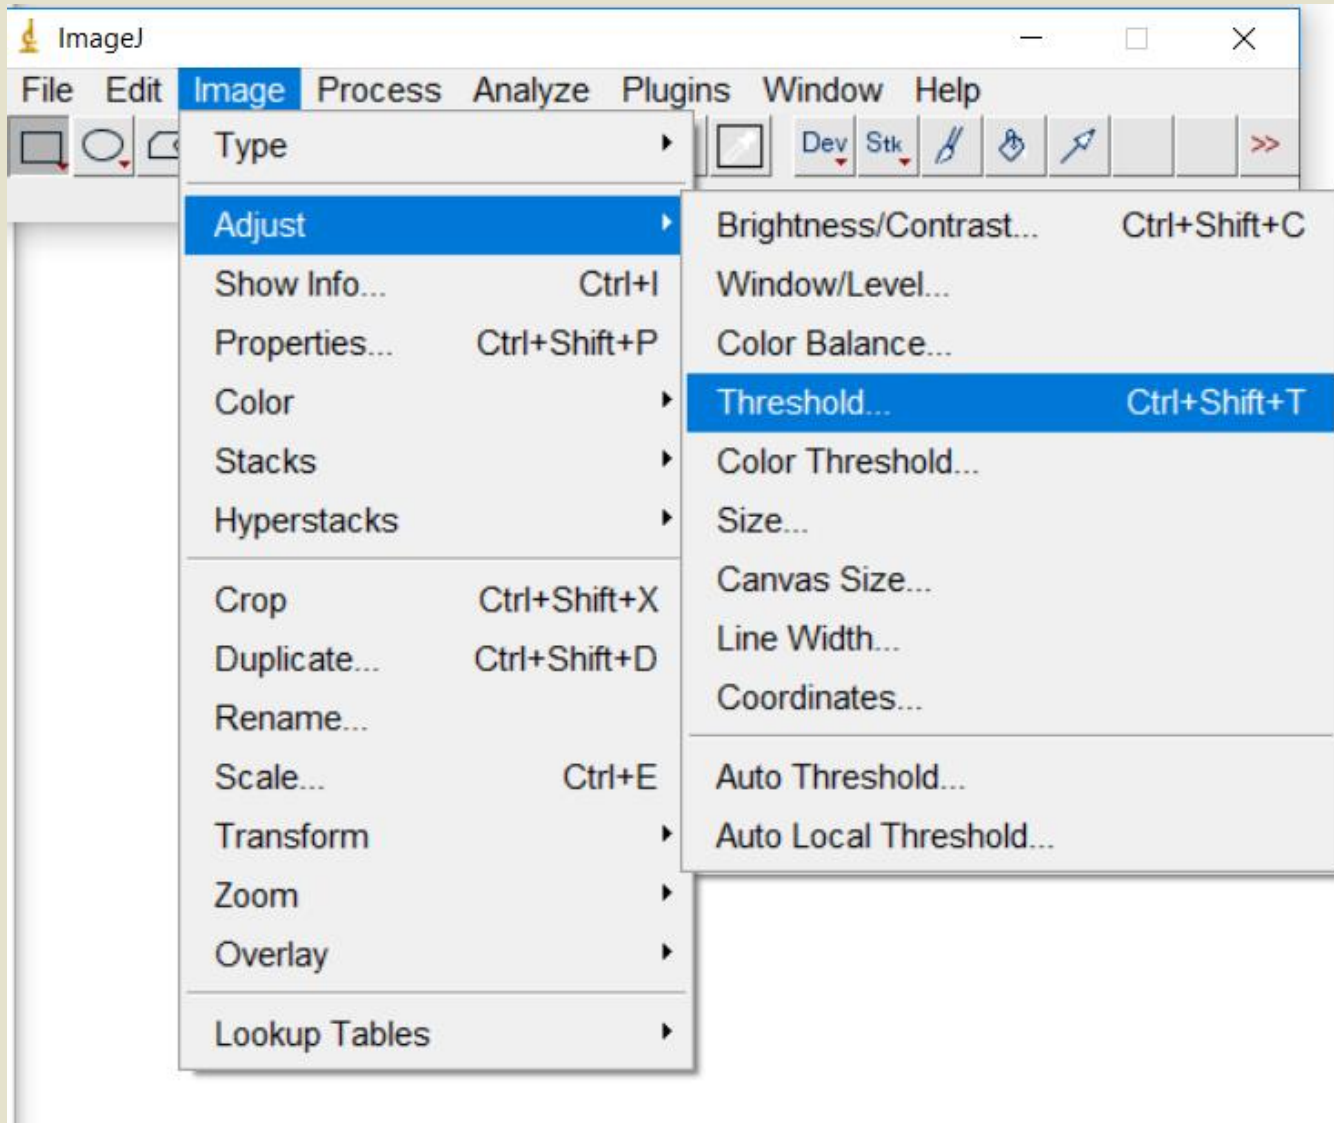 ImageJ
File Edit Image Process Analyze Plugins Window Help
Dev Stk >>
Type
Adjust
Show Info... Ctrl+I
Properties... Ctrl+Shift+P
Color
Stacks
Hyperstacks
Crop Ctrl+Shift+X
Duplicate... Ctrl+Shift+D
Rename...
Scale... Ctrl+E
Transform
Zoom
Overlay
Lookup Tables
Brightness/Contrast... Ctrl+Shift+C
Window/Level...
Color Balance...
Threshold... Ctrl+Shift+T
Color Threshold...
Size...
Canvas Size...
Line Width...
Coordinates...
Auto Threshold...
Auto Local Threshold...